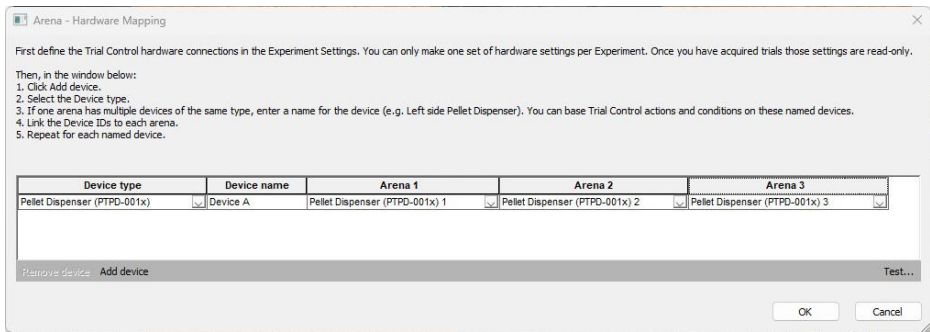 Arena - Hardware Mapping
First define the Trial Control hardware connections in the Experiment Settings. You can only make one set of hardware settings per Experiment. Once you have acquired trials those settings are read-only.
Then, in the window below:
1. Click Add device.
2. Select the Device type.
3. If one arena has multiple devices of the same type, enter a name for the device (e.g. Left side Pellet Dispenser). You can base Trial Control actions and conditions on these named devices.
4. Link the Device IDs to each arena.
5. Repeat for each named device.
Device type Device name Arena 1 Arena 2 Arena 3
Pellet Dispenser (PTPD-001x) Device A Pellet Dispenser (PTPD-001x) 1 Pellet Dispenser (PTPD-001x) 2 Pellet Dispenser (PTPD-001x) 3
Remove device Add device Test...
OK Cancel